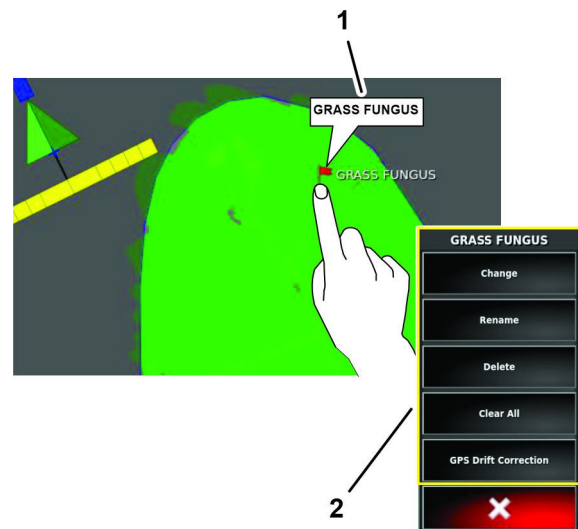 1
GRASS FUNGUS
GRASS FUNGUS
GRASS FUNGUS
Change
Rename
Delete
Clear All
GPS Drift Correction
2